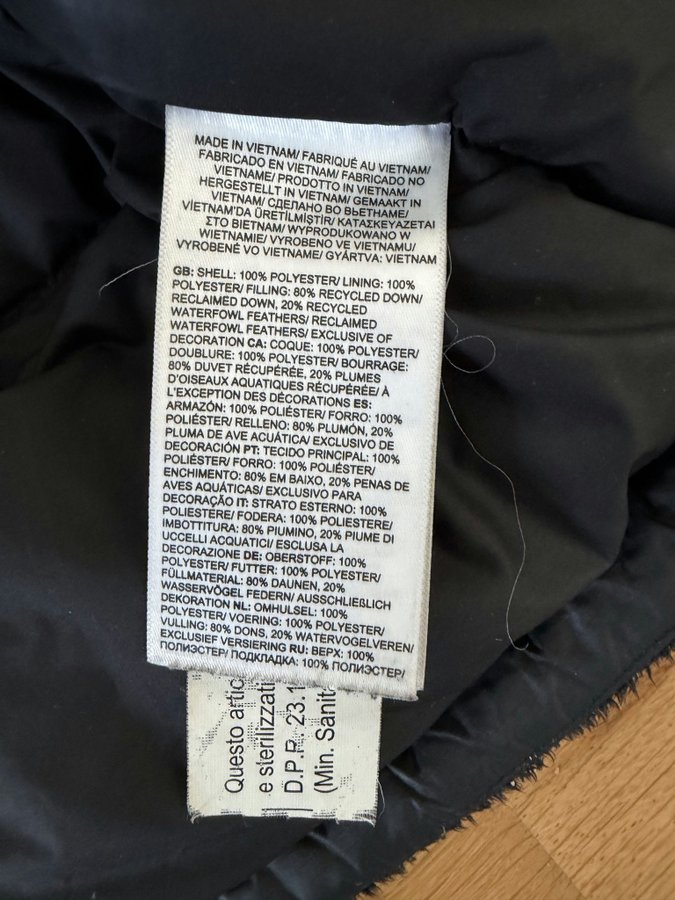 MADE IN VIETNAM/ FABRIQUÉ AU VIETNAM/
FABRICADO EN VIETNAM/ FABRICADO NO
VIETNAME/ PRODOTTO IN VIETNAM/
HERGESTELLT IN VIETNAM/ GEMAAKT IN
VIETNAM/ СДЕЛАНО ВО ВЬЕТНАМЕ/
VİETNAM'DA ÜRETİLMİŞTİR/ ΚΑΤΑΣΚΕΥΑΖΕΤΑΙ
ΣΤΟ ΒΙΕΤΝΑΜ/ WYPRODUKOWANO W
WIETNAMIE/ VYROBENO VE VIETNAMU/
VYROBENÉ VO VIETNAME/ GYÁRTVA: VIETNAM
GB: SHELL: 100% POLYESTER/ LINING: 100%
POLYESTER/ FILLING: 80% RECYCLED DOWN/
RECLAIMED DOWN, 20% RECYCLED
WATERFOWL FEATHERS/ RECLAIMED
WATERFOWL FEATHERS/ EXCLUSIVE OF
DECORATION CA: COQUE: 100% POLYESTER/
DOUBLURE: 100% POLYESTER/ BOURRAGE:
80% DUVET RÉCUPÉRÉE, 20% PLUMES
D'OISEAUX AQUATIQUES RÉCUPÉRÉE/ À
L'EXCEPTION DES DÉCORATIONS ES:
ARMAZÓN: 100% POLIÉSTER/ FORRO: 100%
POLIÉSTER/ RELLENO: 80% PLUMÓN, 20%
PLUMA DE AVE ACUÁTICA/ EXCLUSIVO DE
DECORACIÓN PT: TECIDO PRINCIPAL: 100%
POLIÉSTER/ FORRO: 100% POLIÉSTER/
ENCHIMENTO: 80% EM BAIXO, 20% PENAS DE
AVES AQUÁTICAS/ EXCLUSIVO PARA
DECORAÇÃO IT: STRATO ESTERNO: 100%
POLIESTERE/ FODERA: 100% POLIESTERE/
IMBOTTITURA: 80% PIUMINO, 20% PIUME DI
UCCELLI ACQUATICI/ ESCLUSA LA
DECORAZIONE DE: OBERSTOFF: 100%
POLYESTER/ FUTTER: 100% POLYESTER/
FÜLLMATERIAL: 80% DAUNEN, 20%
WASSERVÖGEL FEDERN/ AUSSCHLIEßLICH
DEKORATION NL: OMHULSEL: 100%
POLYESTER/ VOERING: 100% POLYESTER/
VULLING: 80% DONS, 20% WATERVOGELVEREN/
EXCLUSIEF VERSIERING RU: ВЕРХ: 100%
ПОЛИЭСТЕР/ ПОДКЛАДКА: 100% ПОЛИЭСТЕР/
Questo artic
e sterilizzati
D.P.R. 23.1
(Min. Sanit